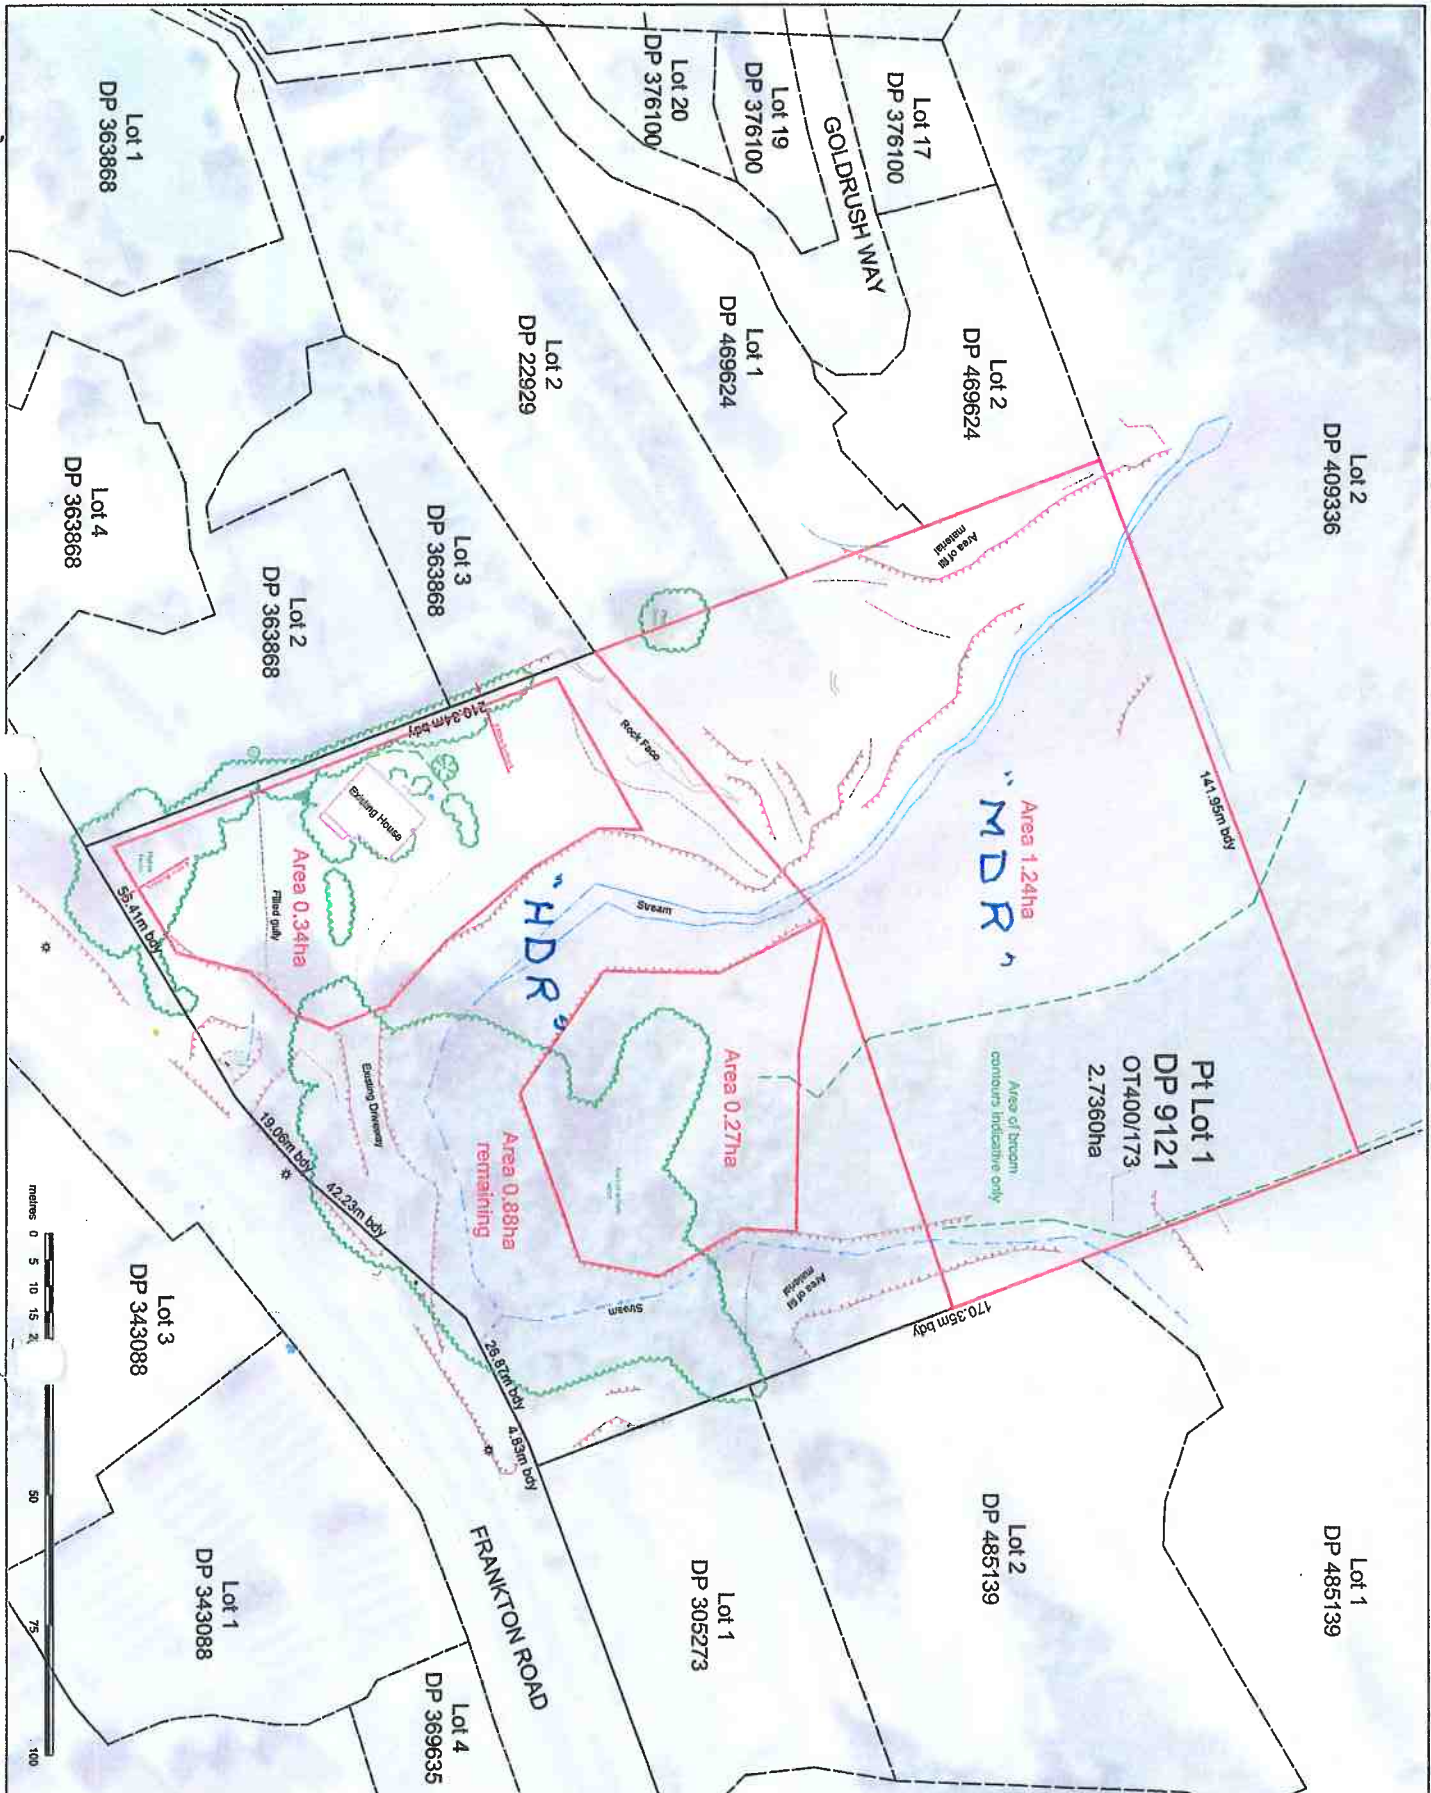 Lot 1
DP 363868
Lot 20
DP 376100
Lot 19
DP 376100
Lot 17
DP 376100
GOLDRUSH WAY
Lot 2
DP 469624
Lot 1
DP 469624
Lot 2
DP 22929
Lot 2
DP 409336
Lot 4
DP 363868
Lot 3
DP 363868
Lot 2
DP 363868
Area of fill
material
Rock Face
210.34m bdy
141.95m bdy
Existing House
Area 1.24ha
"MDR"
Area 0.34ha
Filled gully
56.41m bdy
Stream
"HDR"
Area 0.27ha
Area of broom
contours indicative only
Pt Lot 1
DP 9121
OT400/173
2.7360ha
Existing Driveway
Area 0.88ha
remaining
19.06m bdy
42.23m bdy
Stream
Area of fill
material
170.35m bdy
26.87m bdy
4.83m bdy
metres 0 5 10 15 50 75 100
Lot 3
DP 343088
Lot 1
DP 343088
FRANKTON ROAD
Lot 4
DP 369635
Lot 1
DP 305273
Lot 2
DP 485139
Lot 1
DP 485139